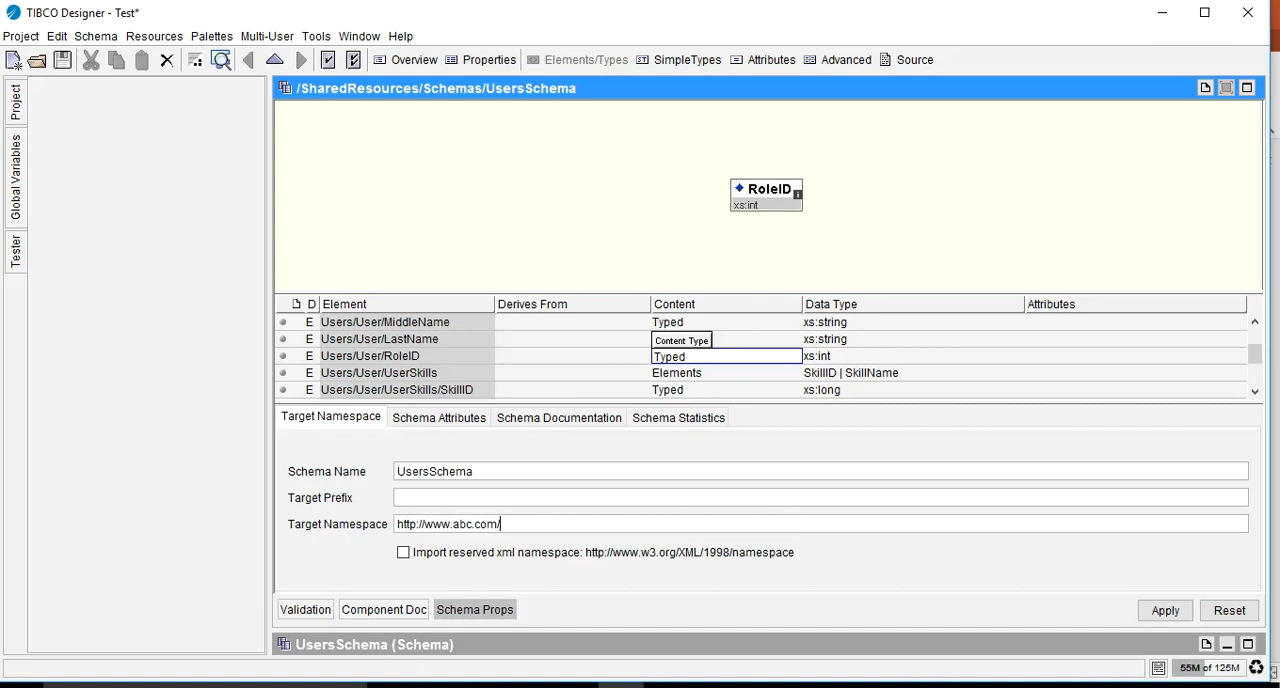 TIBCO Designer - Test*
Project Edit Schema Resources Palettes Multi-User Tools Window Help
Overview Properties Elements/Types SimpleTypes Attributes Advanced Source
Project
Global Variables
Tester
/SharedResources/Schemas/UsersSchema
RoleID
xs:int
D Element Derives From Content Data Type Attributes
E Users/User/MiddleName Typed xs:string
E Users/User/LastName Content Type xs:string
E Users/User/RoleID Typed xs:int
E Users/User/UserSkills Elements SkillID | SkillName
E Users/User/UserSkills/SkillID Typed xs:long
Target Namespace Schema Attributes Schema Documentation Schema Statistics
Schema Name UsersSchema
Target Prefix
Target Namespace http://www.abc.com/
Import reserved xml namespace: http://www.w3.org/XML/1998/namespace
Validation Component Doc Schema Props Apply Reset
UsersSchema (Schema)
55M of 125M